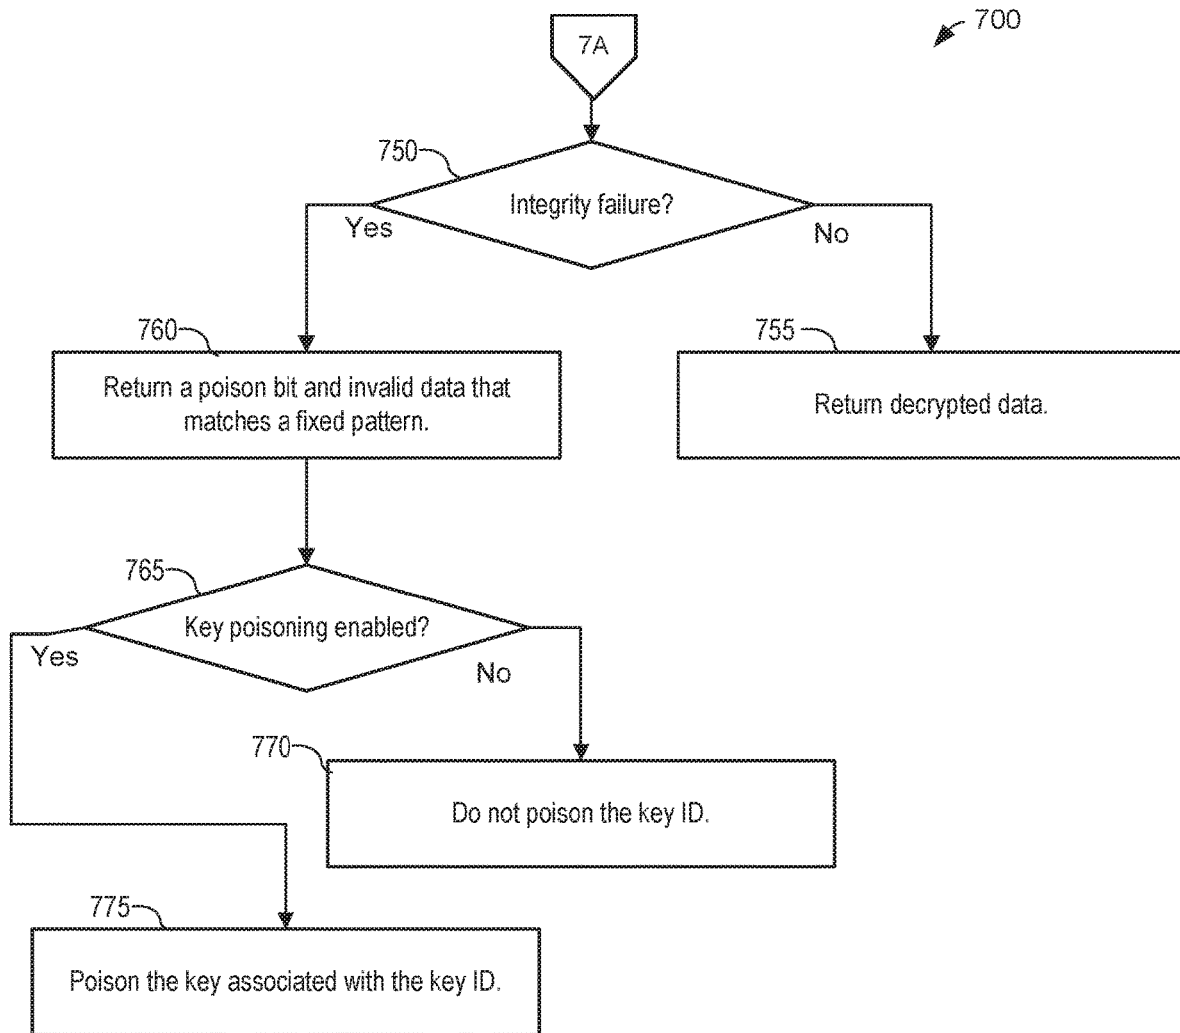 7A
700
750
Integrity failure?
Yes
No
760
755
Return a poison bit and invalid data that
matches a fixed pattern.
Return decrypted data.
765
Key poisoning enabled?
Yes
No
770
Do not poison the key ID.
775
Poison the key associated with the key ID.